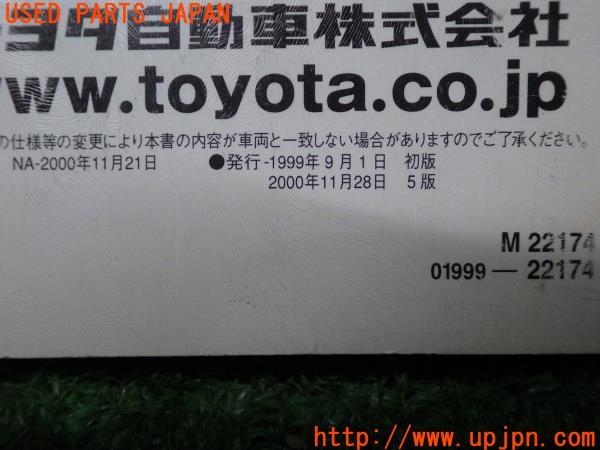 USED PARTS JAPAN
トヨタ自動車株式会社
www.toyota.co.jp
の仕様等の変更により本書の内容が車両と一致しない場合がありますのでご了承ください。
NA-2000年11月21日 ●発行-1999年9月1日 初版
2000年11月28日 5版
M 22174
01999－22174
http://www.upjpn.com/